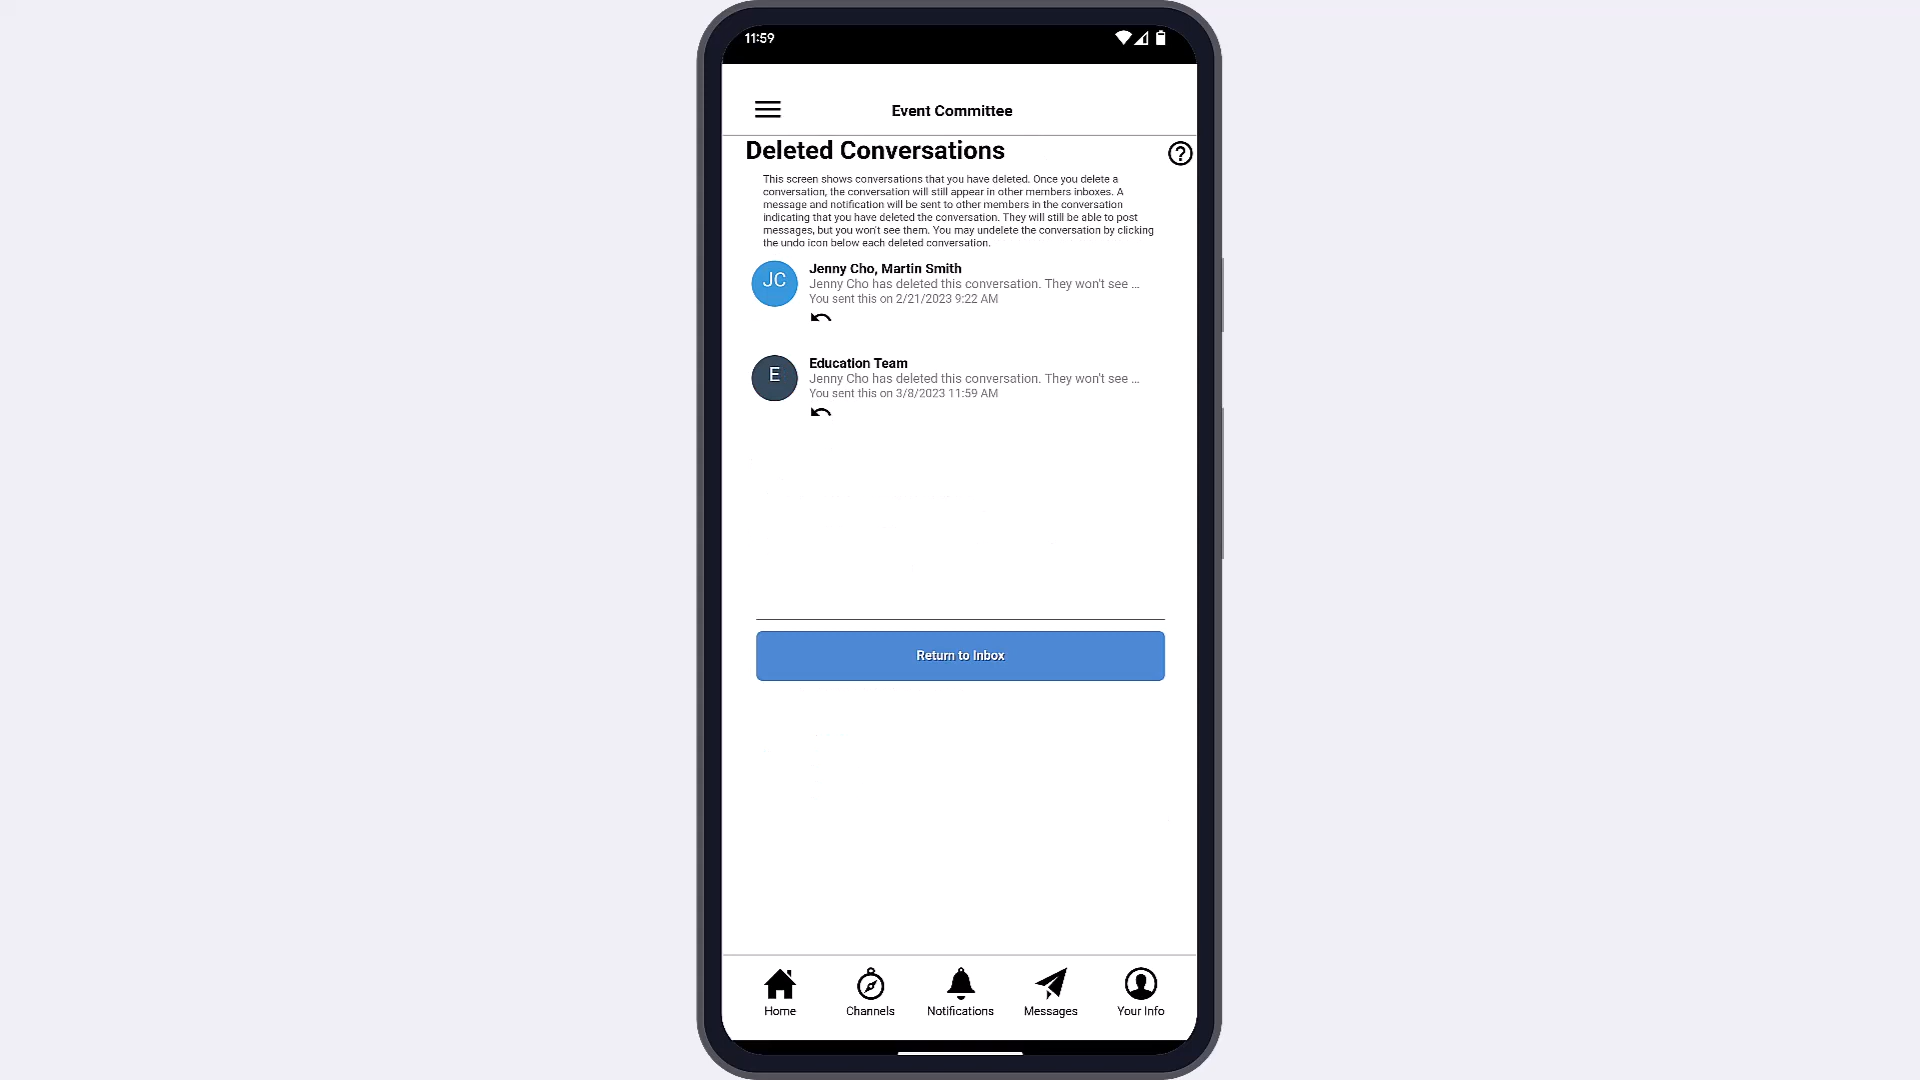 11:59
Event Committee
Deleted Conversations
This screen shows conversations that you have deleted. Once you delete a
conversation, the conversation will still appear in other members inboxes. A
message and notification will be sent to other members in the conversation
indicating that you have deleted the conversation. They will still be able to post
messages, but you won't see them. You may undelete the conversation by clicking
the undo icon below each deleted conversation.
JC
Jenny Cho, Martin Smith
Jenny Cho has deleted this conversation. They won't see ...
You sent this on 2/21/2023 9:22 AM
E
Education Team
Jenny Cho has deleted this conversation. They won't see ...
You sent this on 3/8/2023 11:59 AM
Return to Inbox
Home
Channels
Notifications
Messages
Your Info